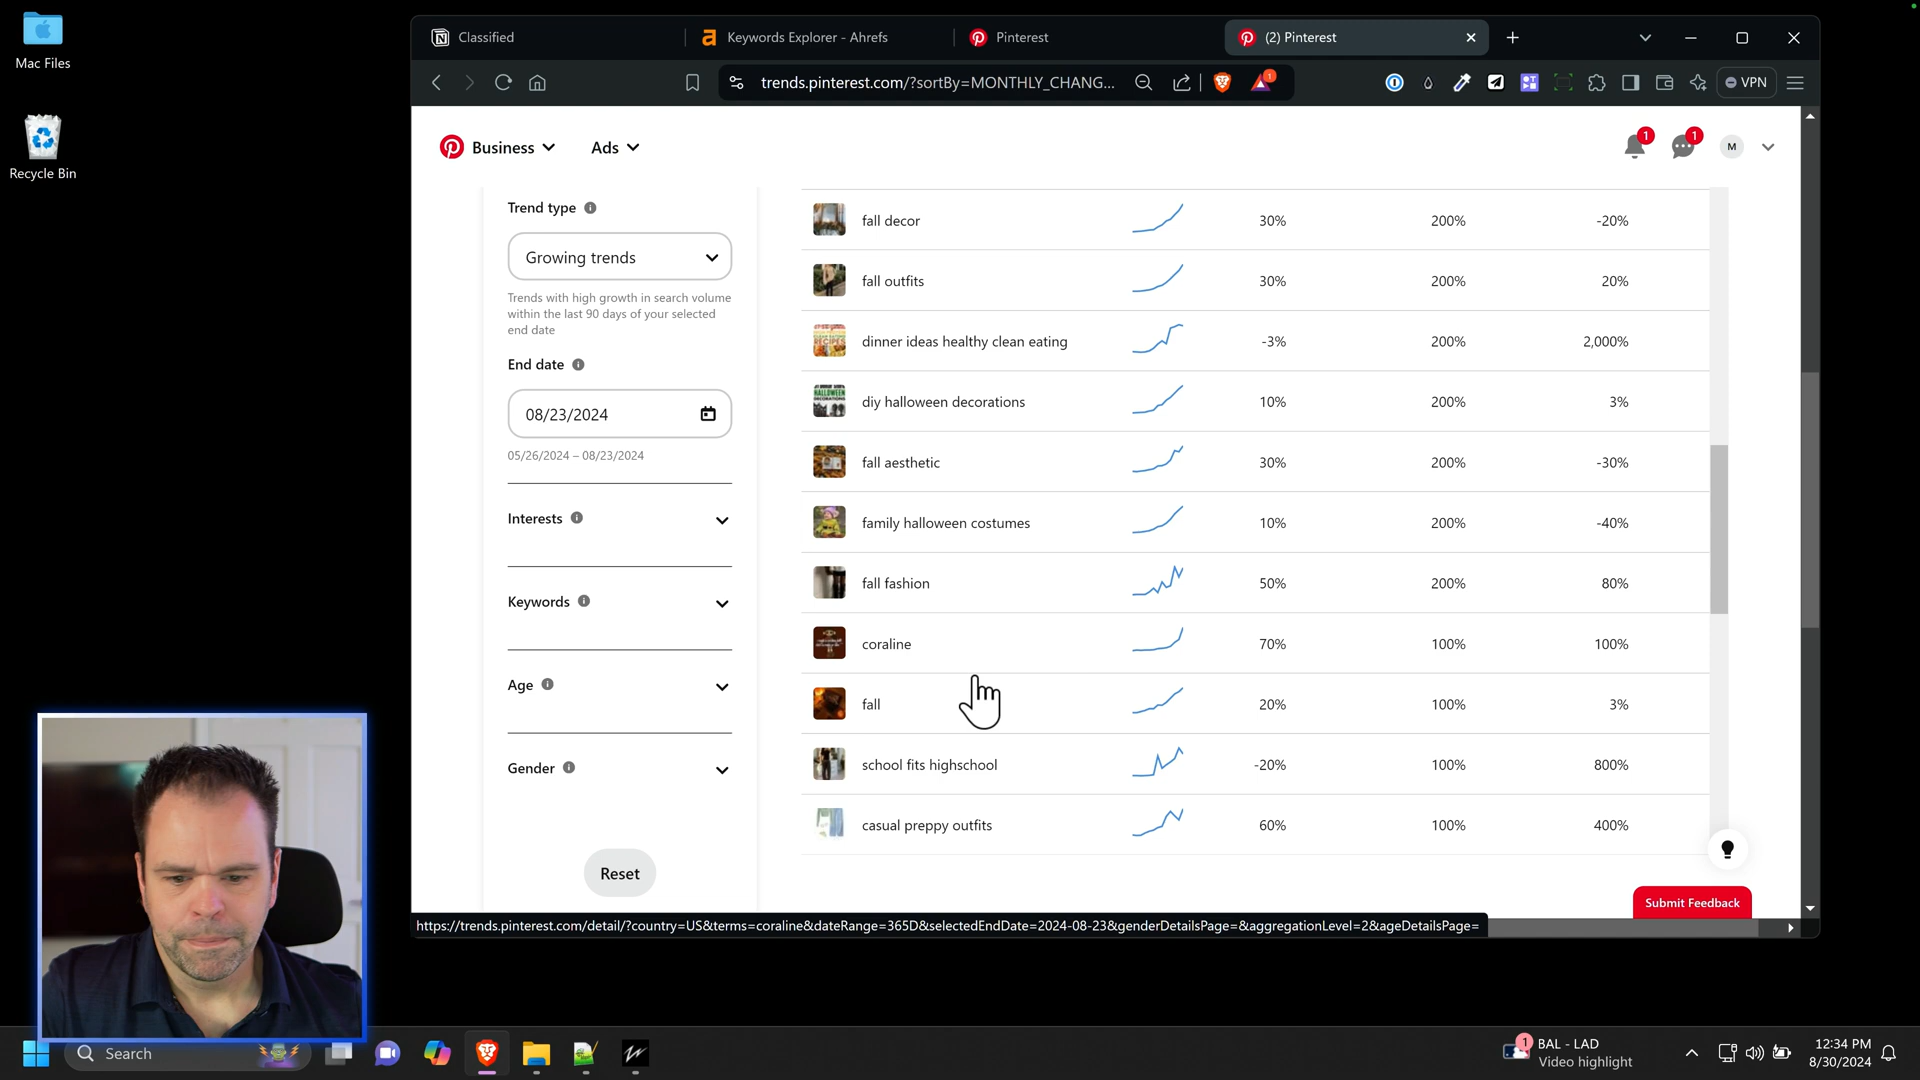 Mac Files
Recycle Bin
Classified
Keywords Explorer - Ahrefs
Pinterest
(2) Pinterest
trends.pinterest.com/?sortBy=MONTHLY_CHANG...
1
VPN
Business
Ads
1
1
M
Trend type
Growing trends
Trends with high growth in search volume
within the last 90 days of your selected
end date
End date
08/23/2024
05/26/2024 – 08/23/2024
Interests
Keywords
Age
Gender
Reset
fall decor 30% 200% -20%
fall outfits 30% 200% 20%
dinner ideas healthy clean eating -3% 200% 2,000%
diy halloween decorations 10% 200% 3%
fall aesthetic 30% 200% -30%
family halloween costumes 10% 200% -40%
fall fashion 50% 200% 80%
coraline 70% 100% 100%
fall 20% 100% 3%
school fits highschool -20% 100% 800%
casual preppy outfits 60% 100% 400%
Submit Feedback
https://trends.pinterest.com/detail/?country=US&terms=coraline&dateRange=365D&selectedEndDate=2024-08-23&genderDetailsPage=&aggregationLevel=2&ageDetailsPage=
Search
1
BAL - LAD
Video highlight
12:34 PM
8/30/2024